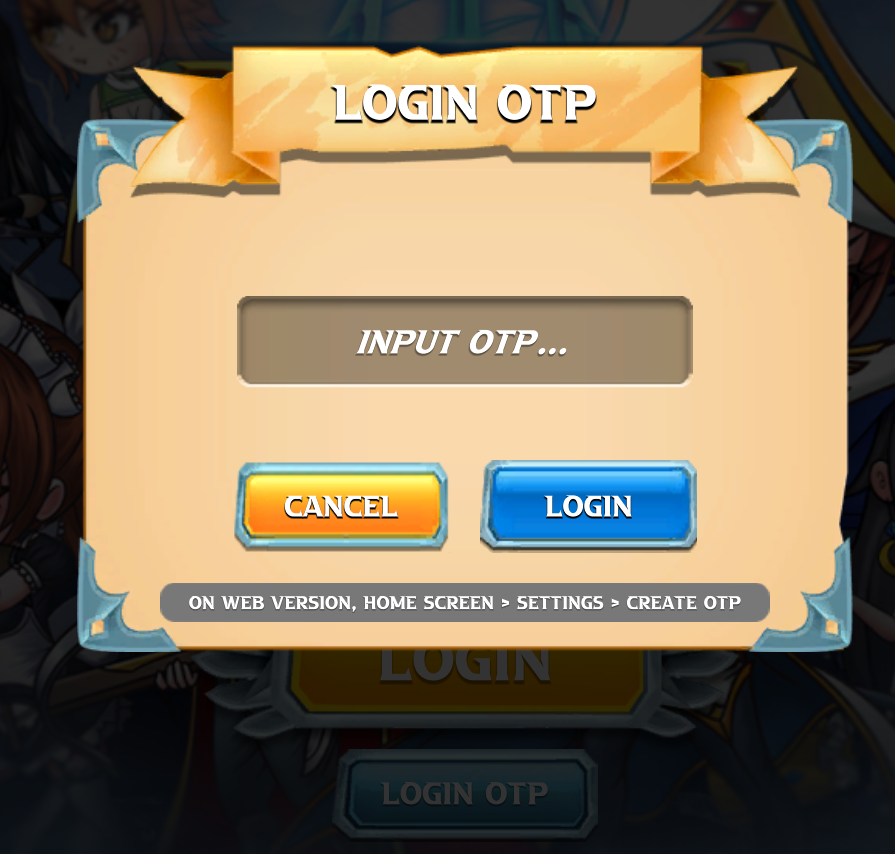 LOGIN OTP
INPUT OTP...
CANCEL
LOGIN
ON WEB VERSION, HOME SCREEN > SETTINGS > CREATE OTP
LOGIN
LOGIN OTP